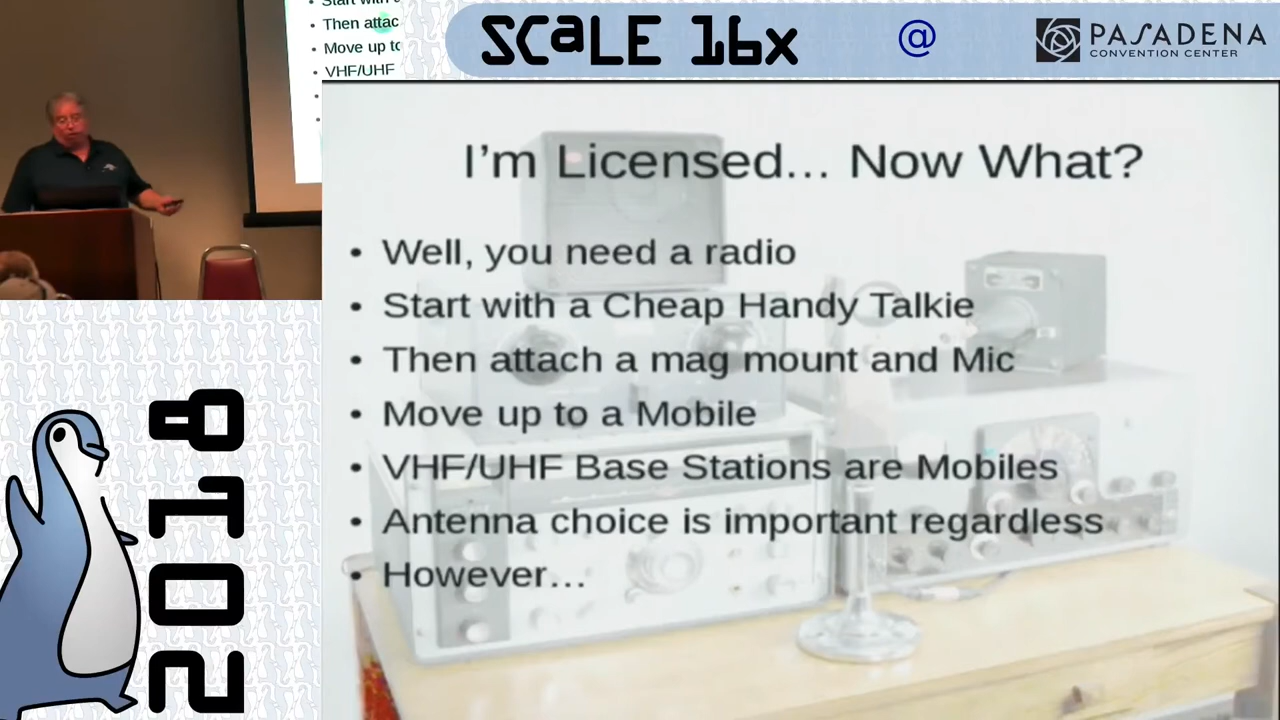 Start with
Then attac
Move up to
VHF/UHF
SCaLE 16x
@
PASADENA
CONVENTION CENTER
I'm Licensed... Now What?
• Well, you need a radio
• Start with a Cheap Handy Talkie
• Then attach a mag mount and Mic
• Move up to a Mobile
• VHF/UHF Base Stations are Mobiles
• Antenna choice is important regardless
• However...
2018